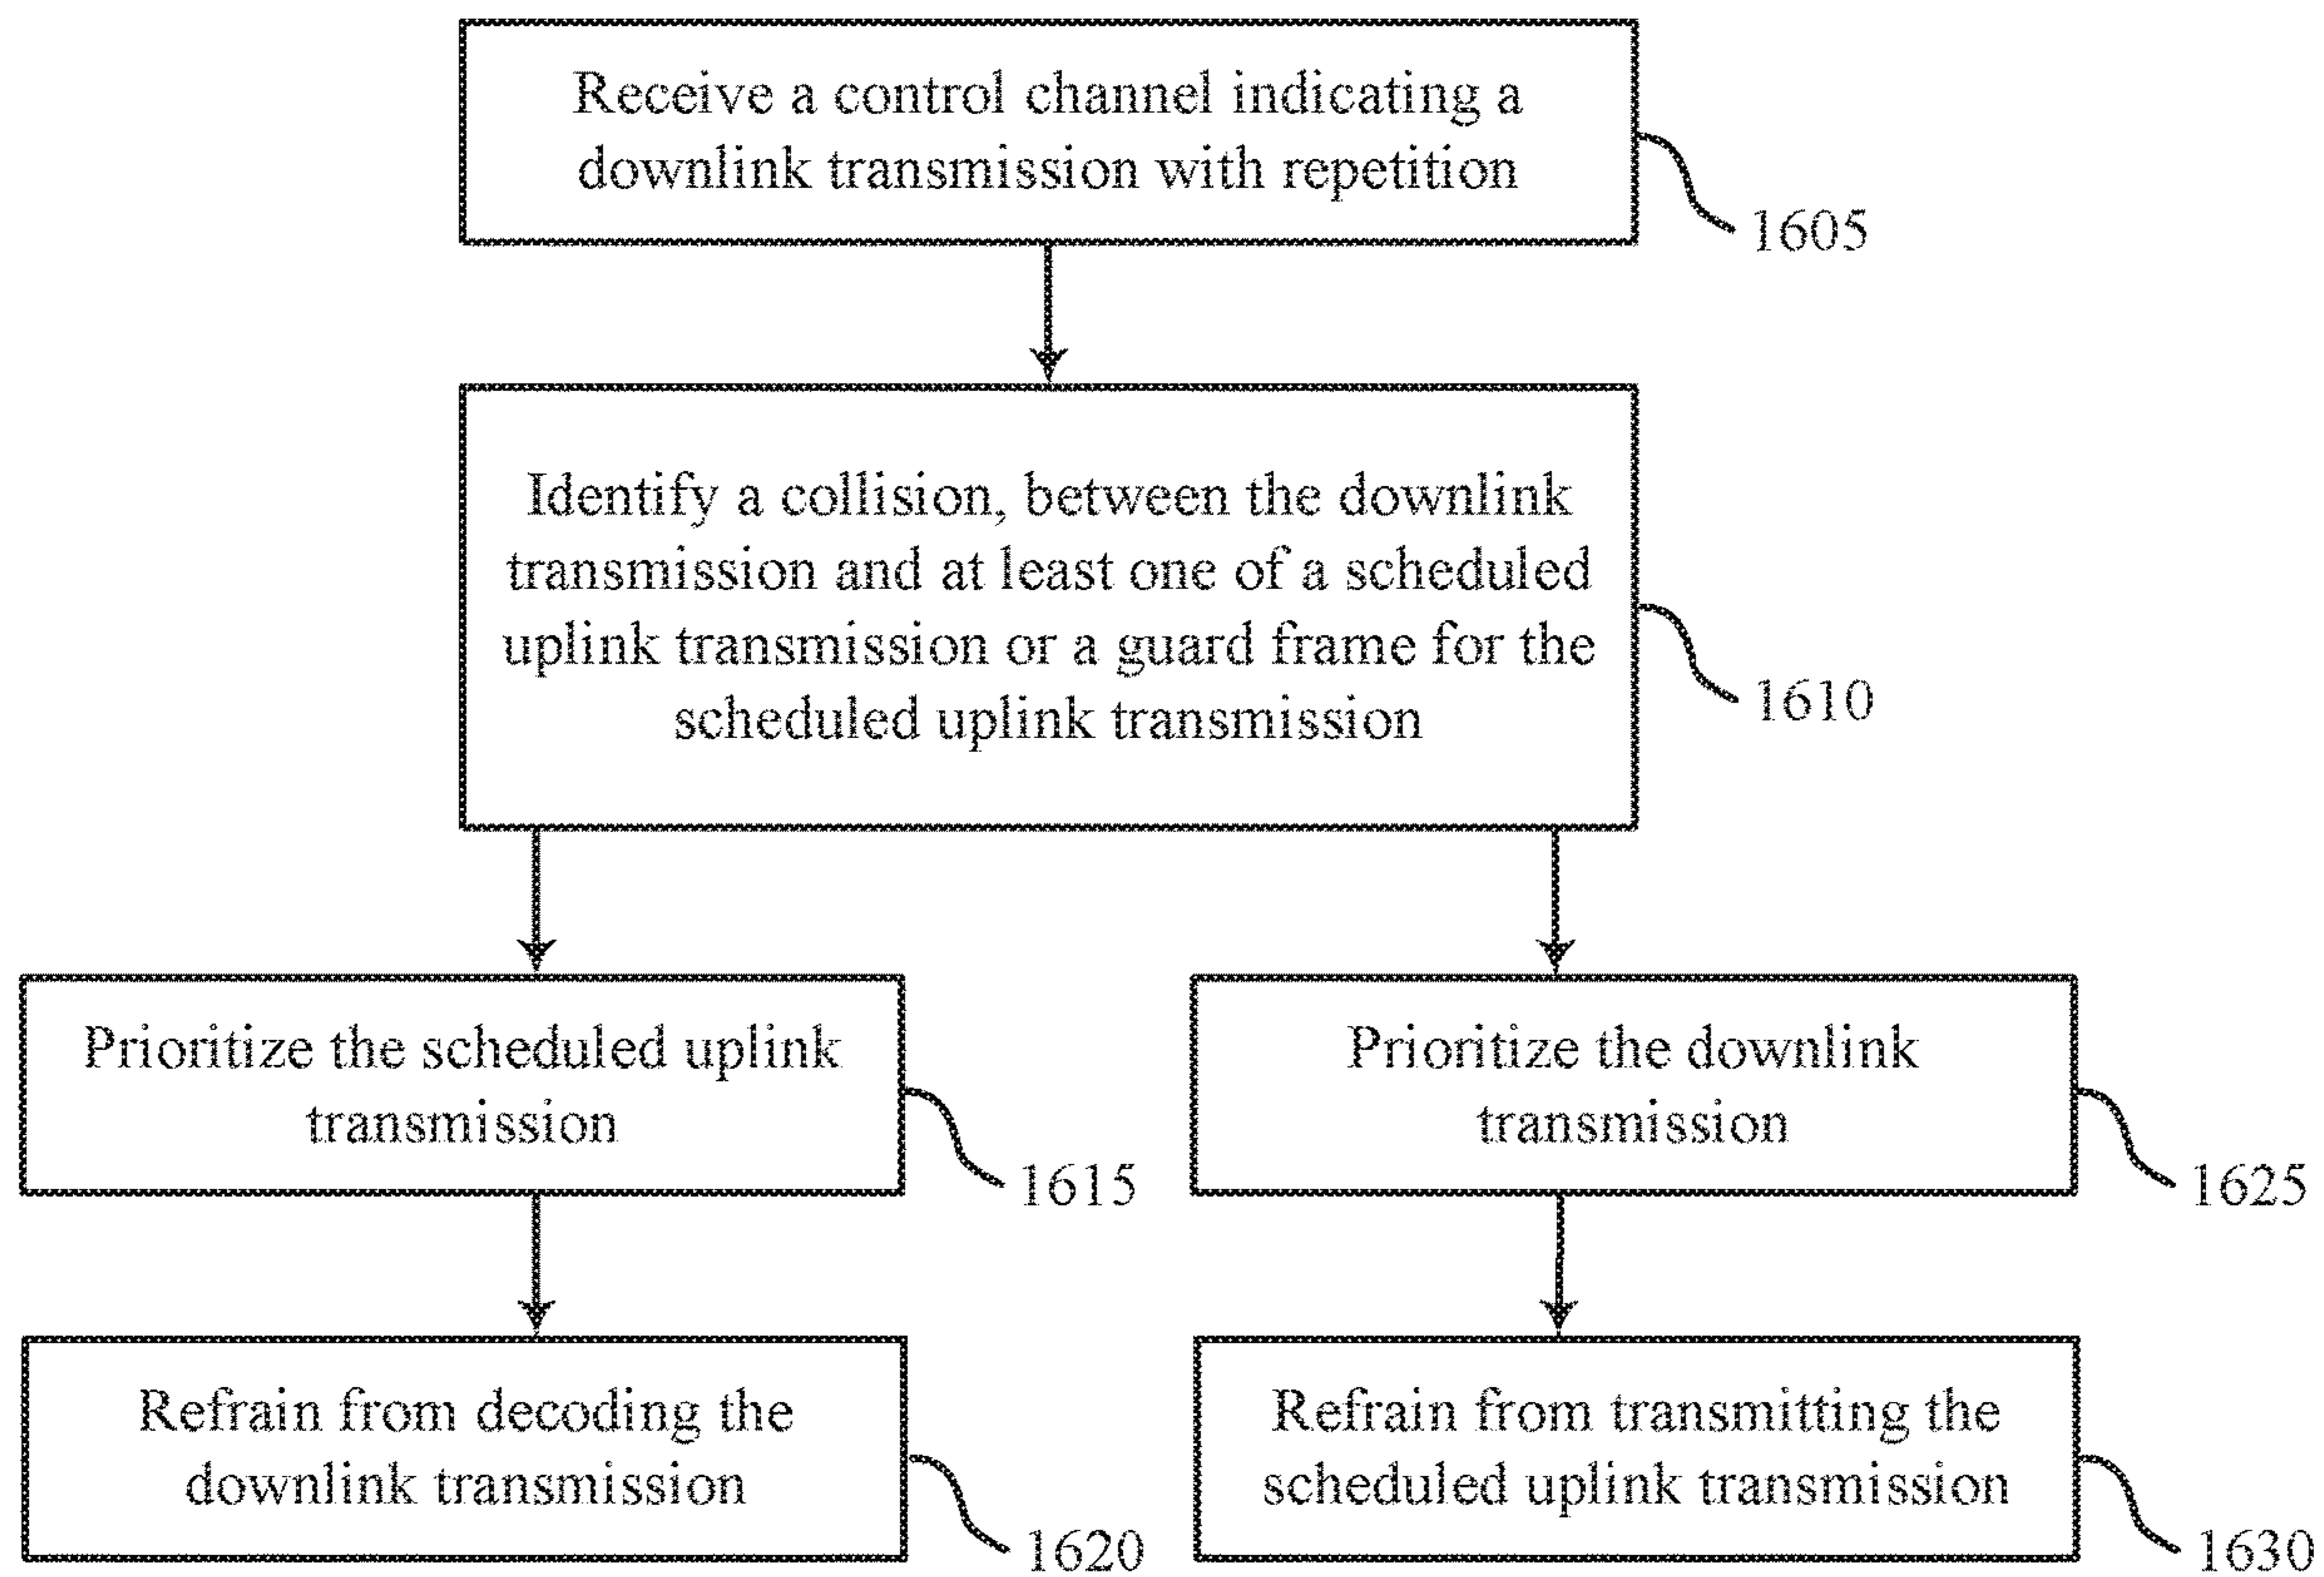 Receive a control channel indicating a
downlink transmission with repetition
1605
Identify a collision, between the downlink
transmission and at least one of a scheduled
uplink transmission or a guard frame for the
scheduled uplink transmission
1610
Prioritize the scheduled uplink
transmission
1615
Prioritize the downlink
transmission
1625
Refrain from decoding the
downlink transmission
1620
Refrain from transmitting the
scheduled uplink transmission
1630